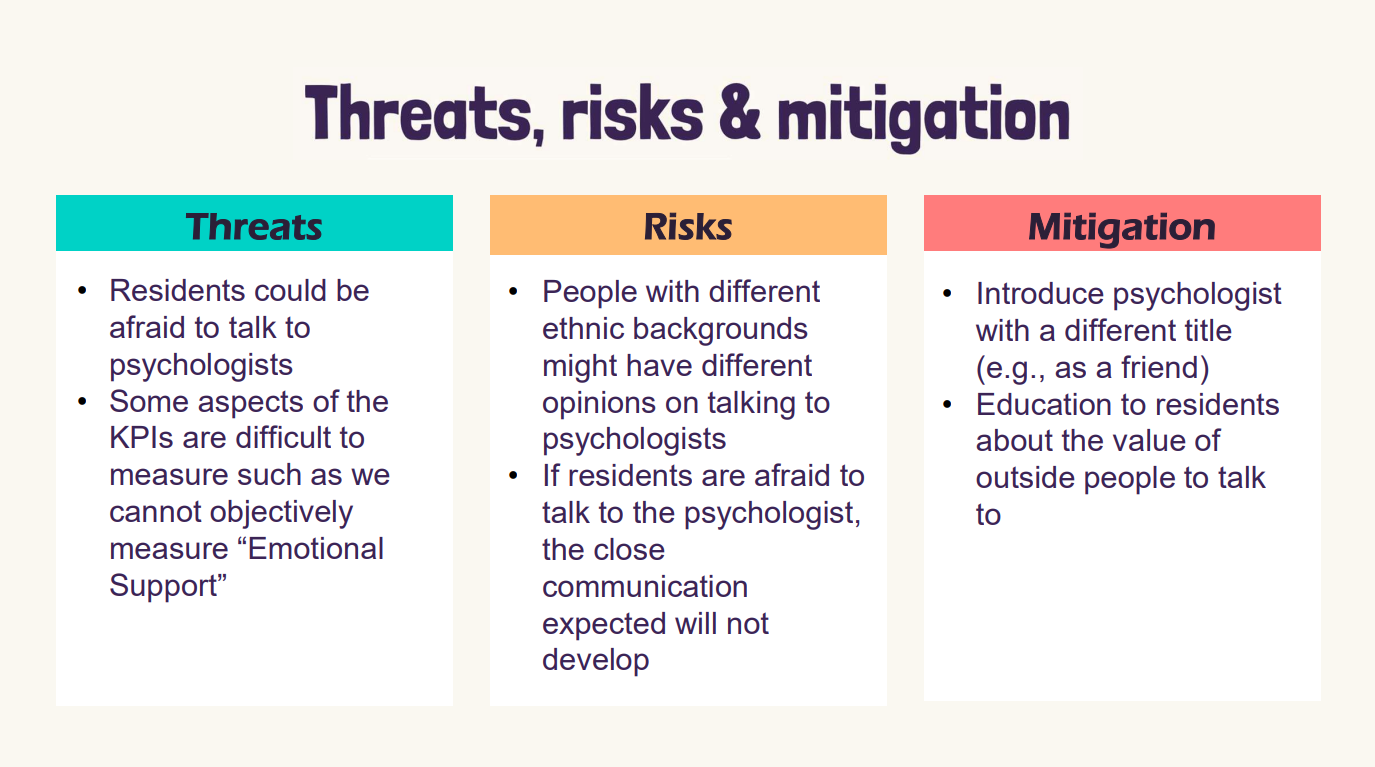 Threats, risks & mitigation
Threats
• Residents could be
afraid to talk to
psychologists
• Some aspects of the
KPIs are difficult to
measure such as we
cannot objectively
measure “Emotional
Support”
Risks
• People with different
ethnic backgrounds
might have different
opinions on talking to
psychologists
• If residents are afraid to
talk to the psychologist,
the close
communication
expected will not
develop
Mitigation
• Introduce psychologist
with a different title
(e.g., as a friend)
• Education to residents
about the value of
outside people to talk
to